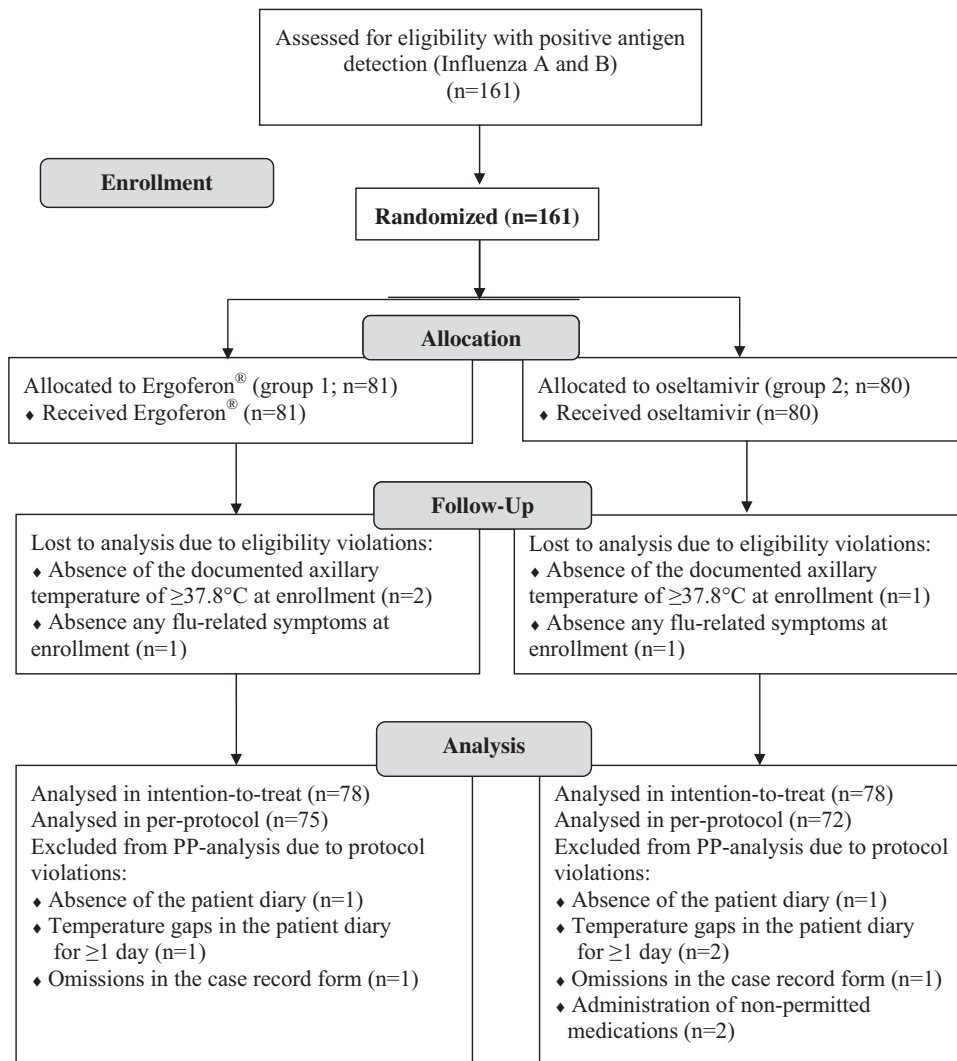 Assessed for eligibility with positive antigen
detection (Influenza A and B)
(n=161)
Enrollment
Randomized (n=161)
Allocation
Allocated to Ergoferon® (group 1; n=81)
♦ Received Ergoferon® (n=81)
Allocated to oseltamivir (group 2; n=80)
♦ Received oseltamivir (n=80)
Follow-Up
Lost to analysis due to eligibility violations:
♦ Absence of the documented axillary
temperature of ≥37.8°C at enrollment (n=2)
♦ Absence any flu-related symptoms at
enrollment (n=1)
Lost to analysis due to eligibility violations:
♦ Absence of the documented axillary
temperature of ≥37.8°C at enrollment (n=1)
♦ Absence any flu-related symptoms at
enrollment (n=1)
Analysis
Analysed in intention-to-treat (n=78)
Analysed in per-protocol (n=75)
Excluded from PP-analysis due to protocol
violations:
♦ Absence of the patient diary (n=1)
♦ Temperature gaps in the patient diary
for ≥1 day (n=1)
♦ Omissions in the case record form (n=1)
Analysed in intention-to-treat (n=78)
Analysed in per-protocol (n=72)
Excluded from PP-analysis due to protocol
violations:
♦ Absence of the patient diary (n=1)
♦ Temperature gaps in the patient diary
for ≥1 day (n=2)
♦ Omissions in the case record form (n=1)
♦ Administration of non-permitted
medications (n=2)